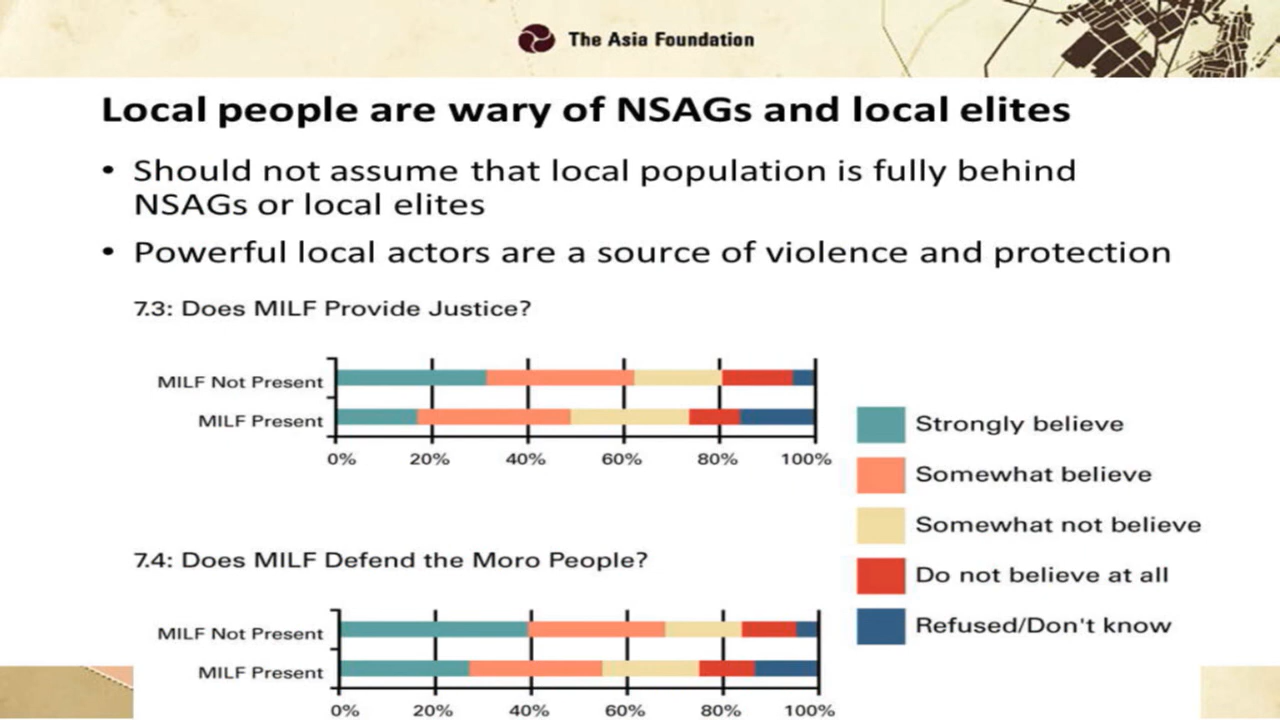 The Asia Foundation
Local people are wary of NSAGs and local elites
• Should not assume that local population is fully behind
NSAGs or local elites
• Powerful local actors are a source of violence and protection
7.3: Does MILF Provide Justice?
MILF Not Present
MILF Present
0% 20% 40% 60% 80% 100%
Strongly believe
Somewhat believe
Somewhat not believe
Do not believe at all
Refused/Don't know
7.4: Does MILF Defend the Moro People?
MILF Not Present
MILF Present
0% 20% 40% 60% 80% 100%